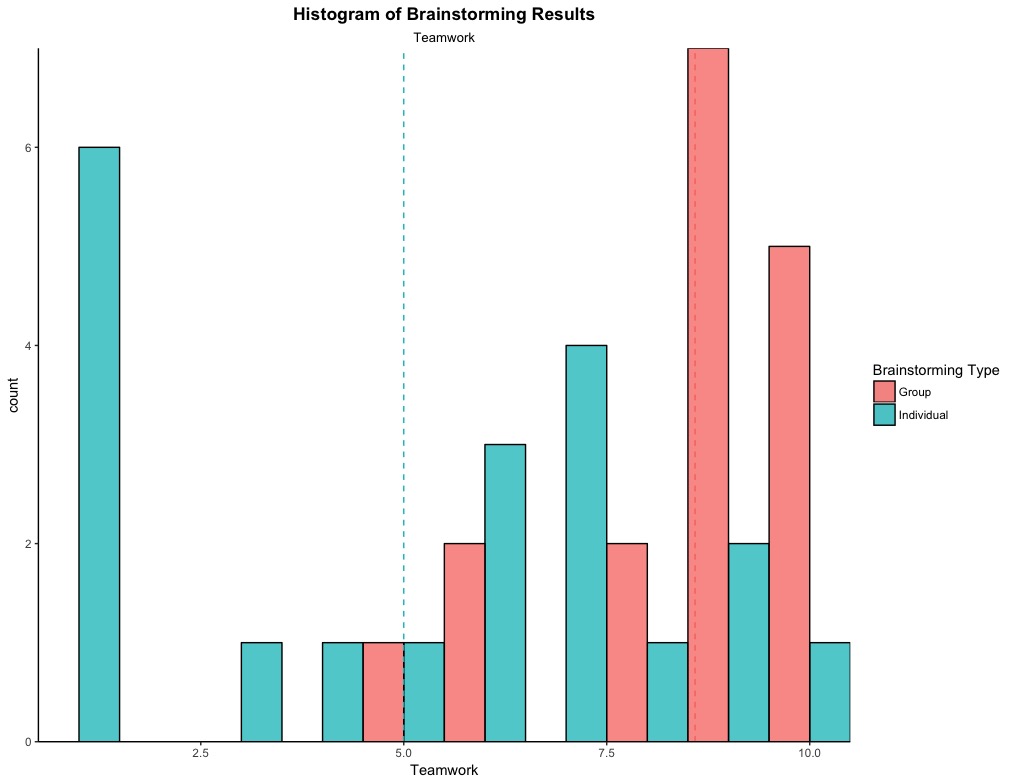 Histogram of Brainstorming Results
Teamwork
6
4
2
0
count
2.5
5.0
7.5
10.0
Teamwork
Brainstorming Type
Group
Individual